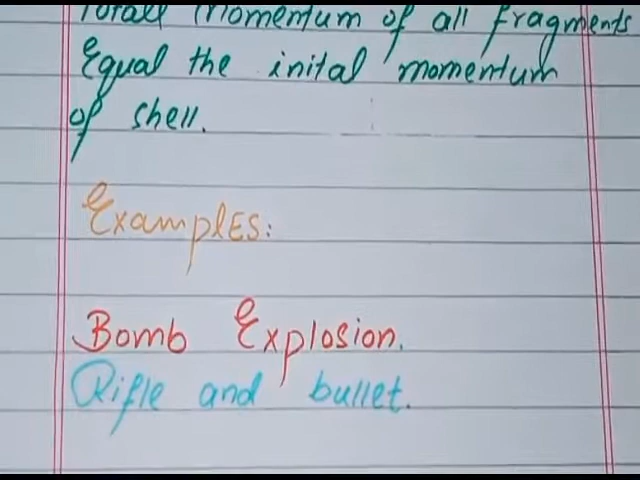 Totall momentum of all fragments
Equal the inital momentum
of shell.
Examples:
Bomb Explosion.
Rifle and bullet.